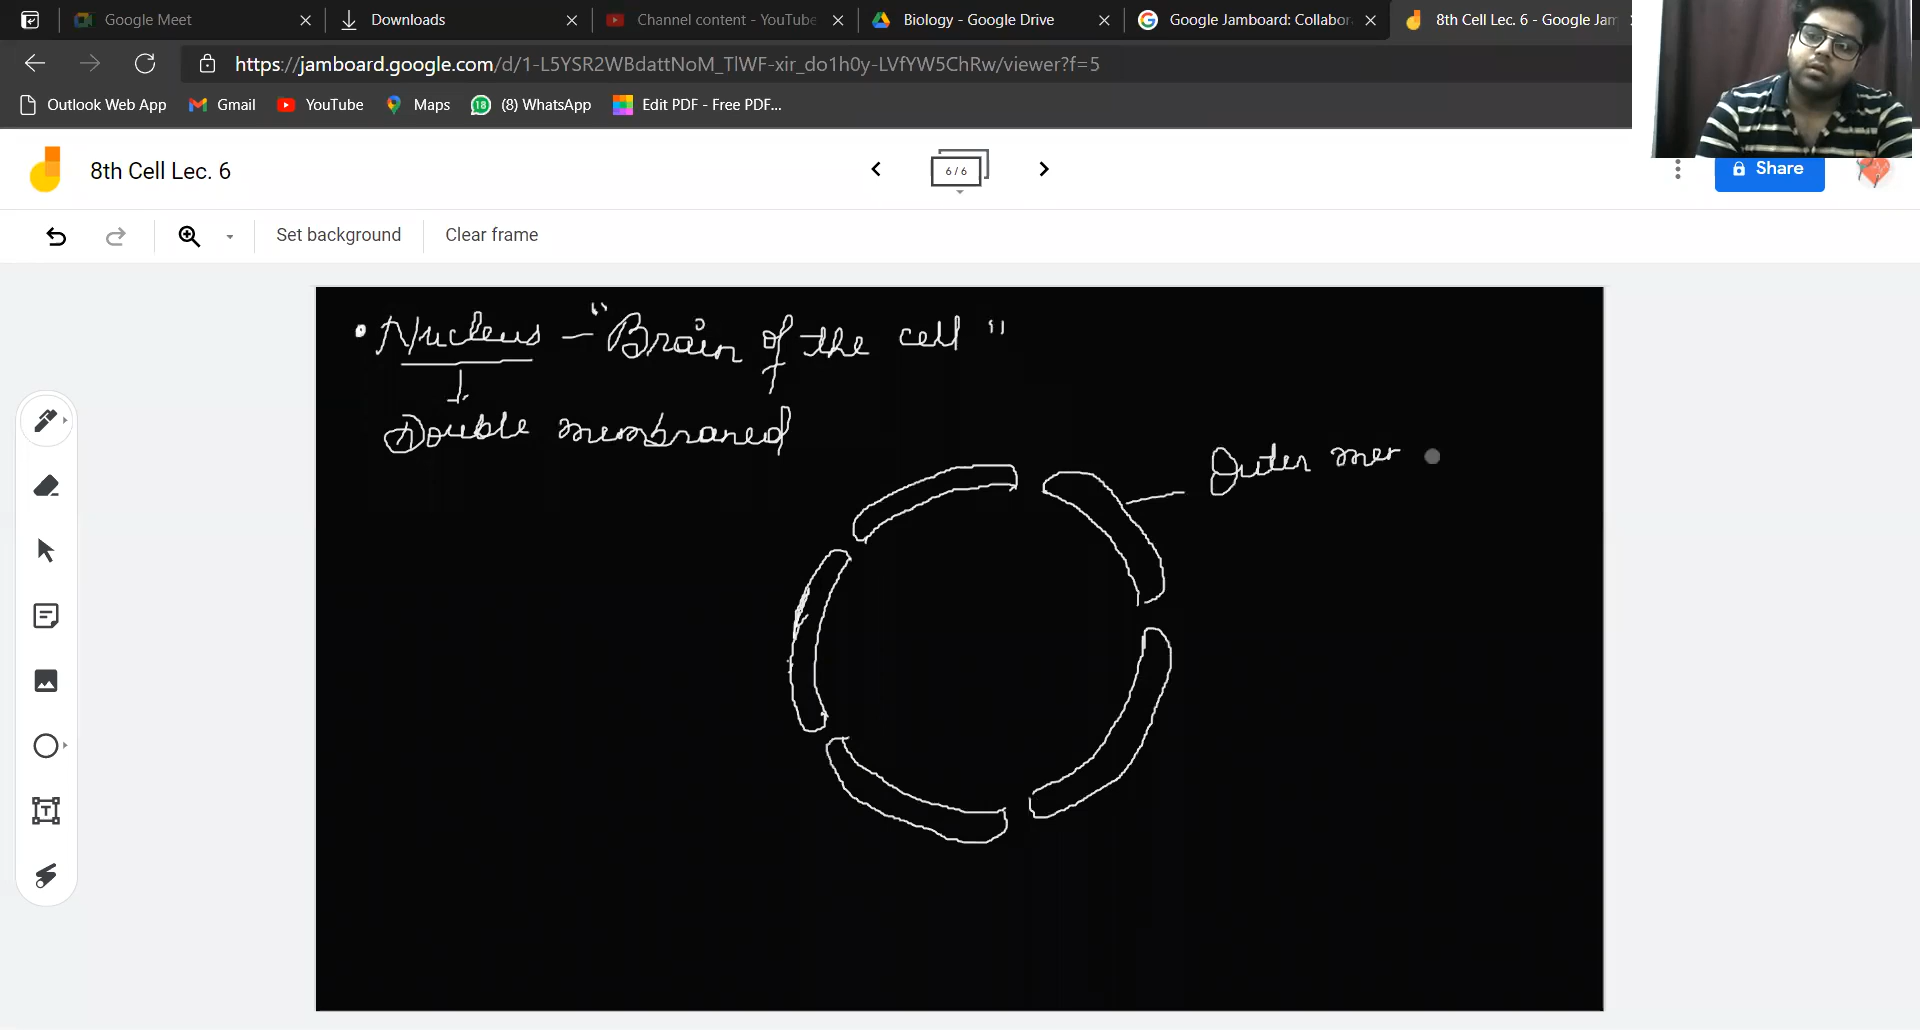 Google Meet
Downloads
Channel content - YouTube
Biology - Google Drive
Google Jamboard: Collabor
8th Cell Lec. 6 - Google Jam
https://jamboard.google.com/d/1-L5YSR2WBdattNoM_TlWF-xir_do1h0y-LVfYW5ChRw/viewer?f=5
Outlook Web App
Gmail
YouTube
Maps
18
(8) WhatsApp
Edit PDF - Free PDF...
8th Cell Lec. 6
6 / 6
Share
Set background
Clear frame
• Nucleus - "Brain of the cell"
Double membraned
Outer mer
T